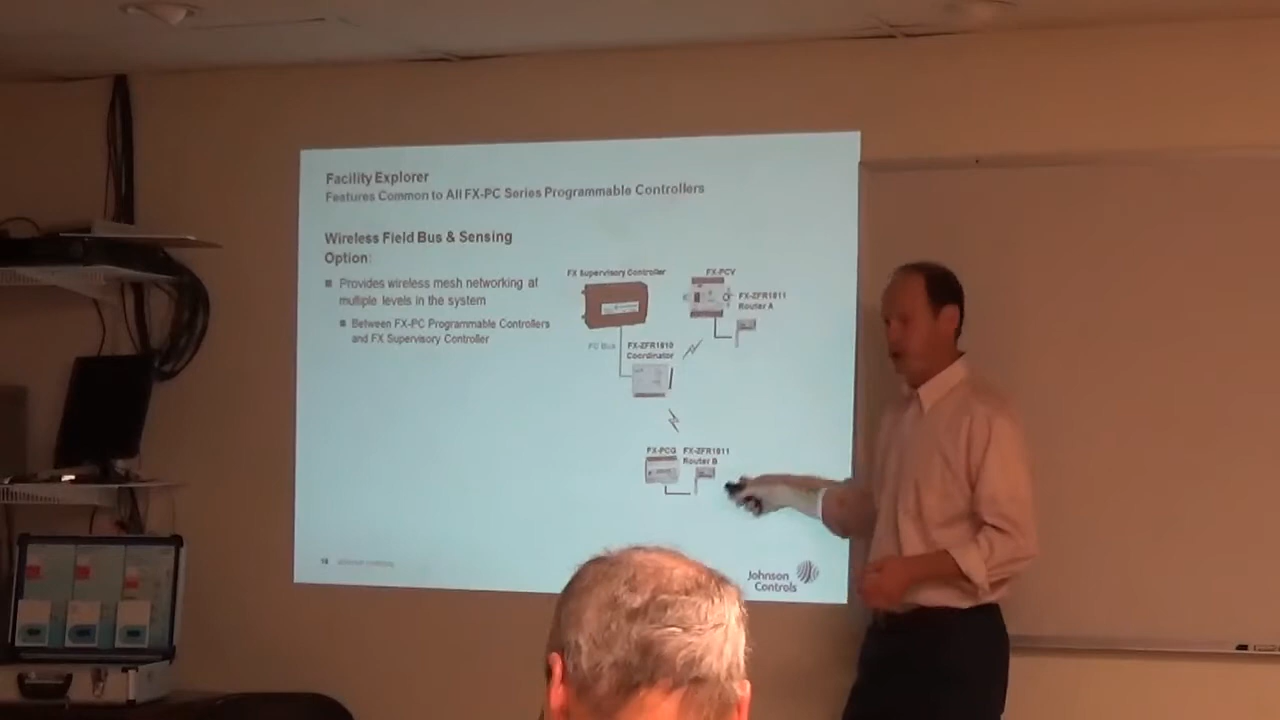 Facility Explorer
Features Common to All FX-PC Series Programmable Controllers
Wireless Field Bus & Sensing
Option:
Provides wireless mesh networking at
multiple levels in the system
Between FX-PC Programmable Controllers
and FX Supervisory Controller
FX Supervisory Controller
FX-PCV
FX-ZFR1811
Router A
FC Bus
FX-ZFR1810
Coordinator
FX-PCG
FX-ZFR1811
Router B
Johnson
Controls